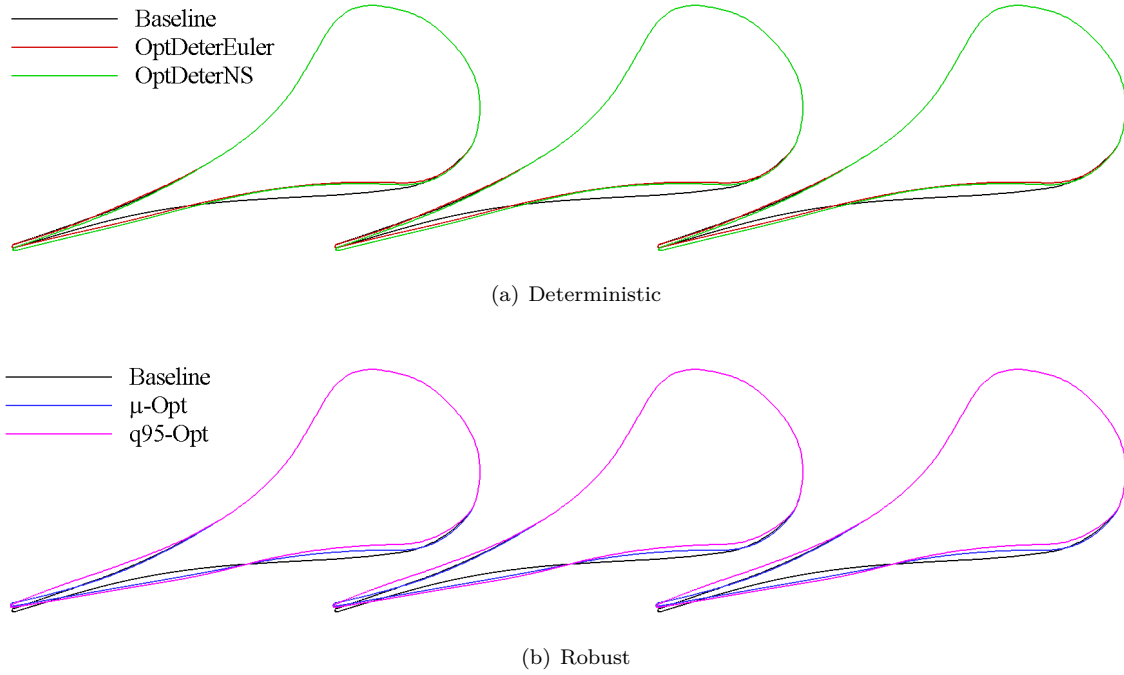 Baseline
OptDeterEuler
OptDeterNS
(a) Deterministic
Baseline
µ-Opt
q95-Opt
(b) Robust